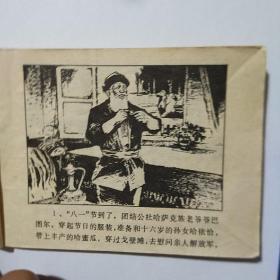 1、“八一”节到了，团结公社哈萨克族老爷爷巴
图尔，穿起节日的服装，准备和十六岁的孙女哈依恰，
带上丰产的哈蜜瓜，穿过戈壁滩，去慰问亲人解放军。